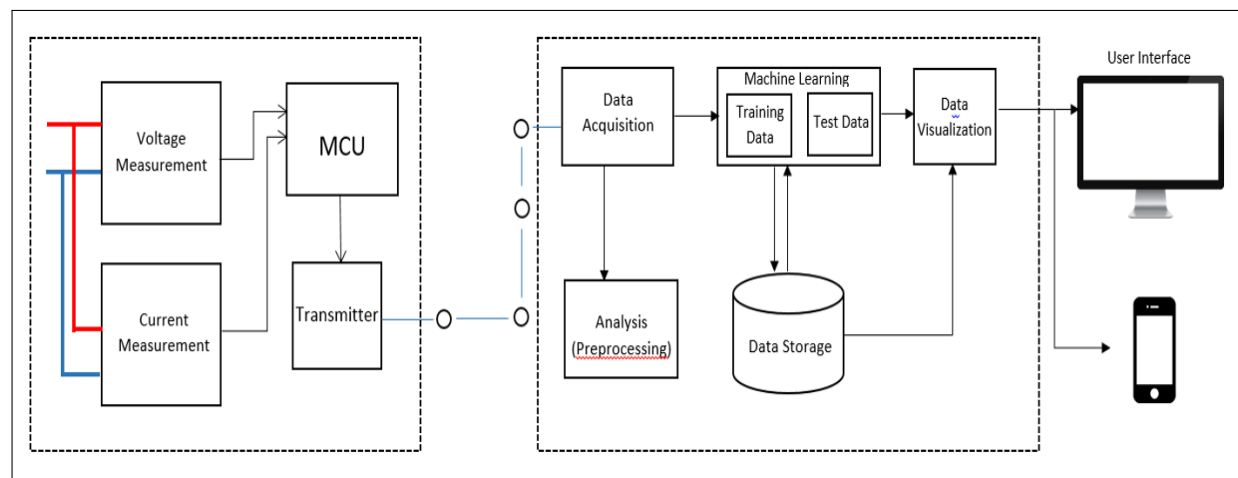 Voltage
Measurement
MCU
Current
Measurement
Transmitter
Data
Acquisition
Analysis
(Preprocessing)
Machine Learning
Training
Data
Test Data
Data Storage
Data
Visualization
User Interface